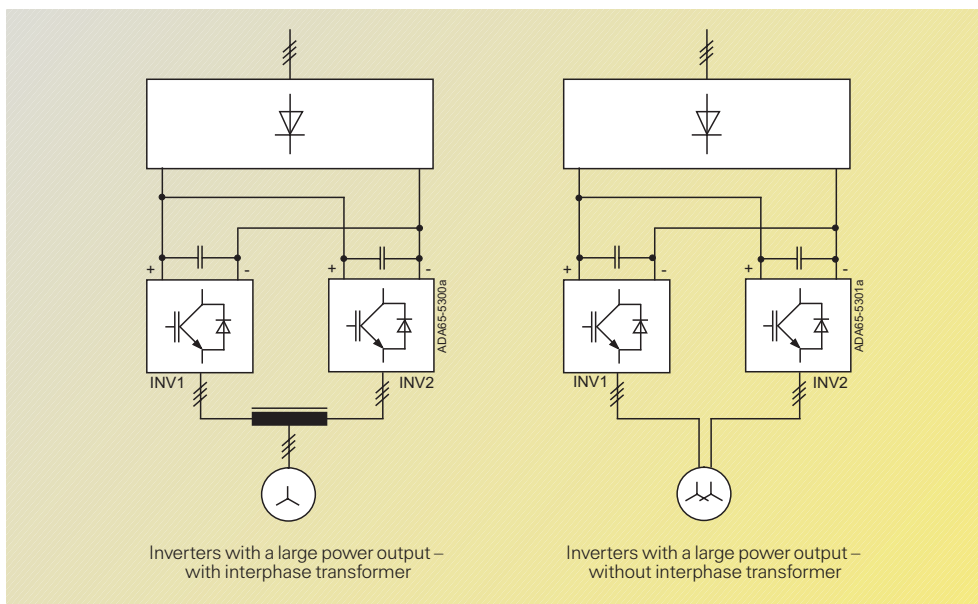 +
-
+
-
ADA65-5300a
INV1
INV2
Inverters with a large power output –
with interphase transformer
+
-
+
-
ADA65-5301a
INV1
INV2
Inverters with a large power output –
without interphase transformer